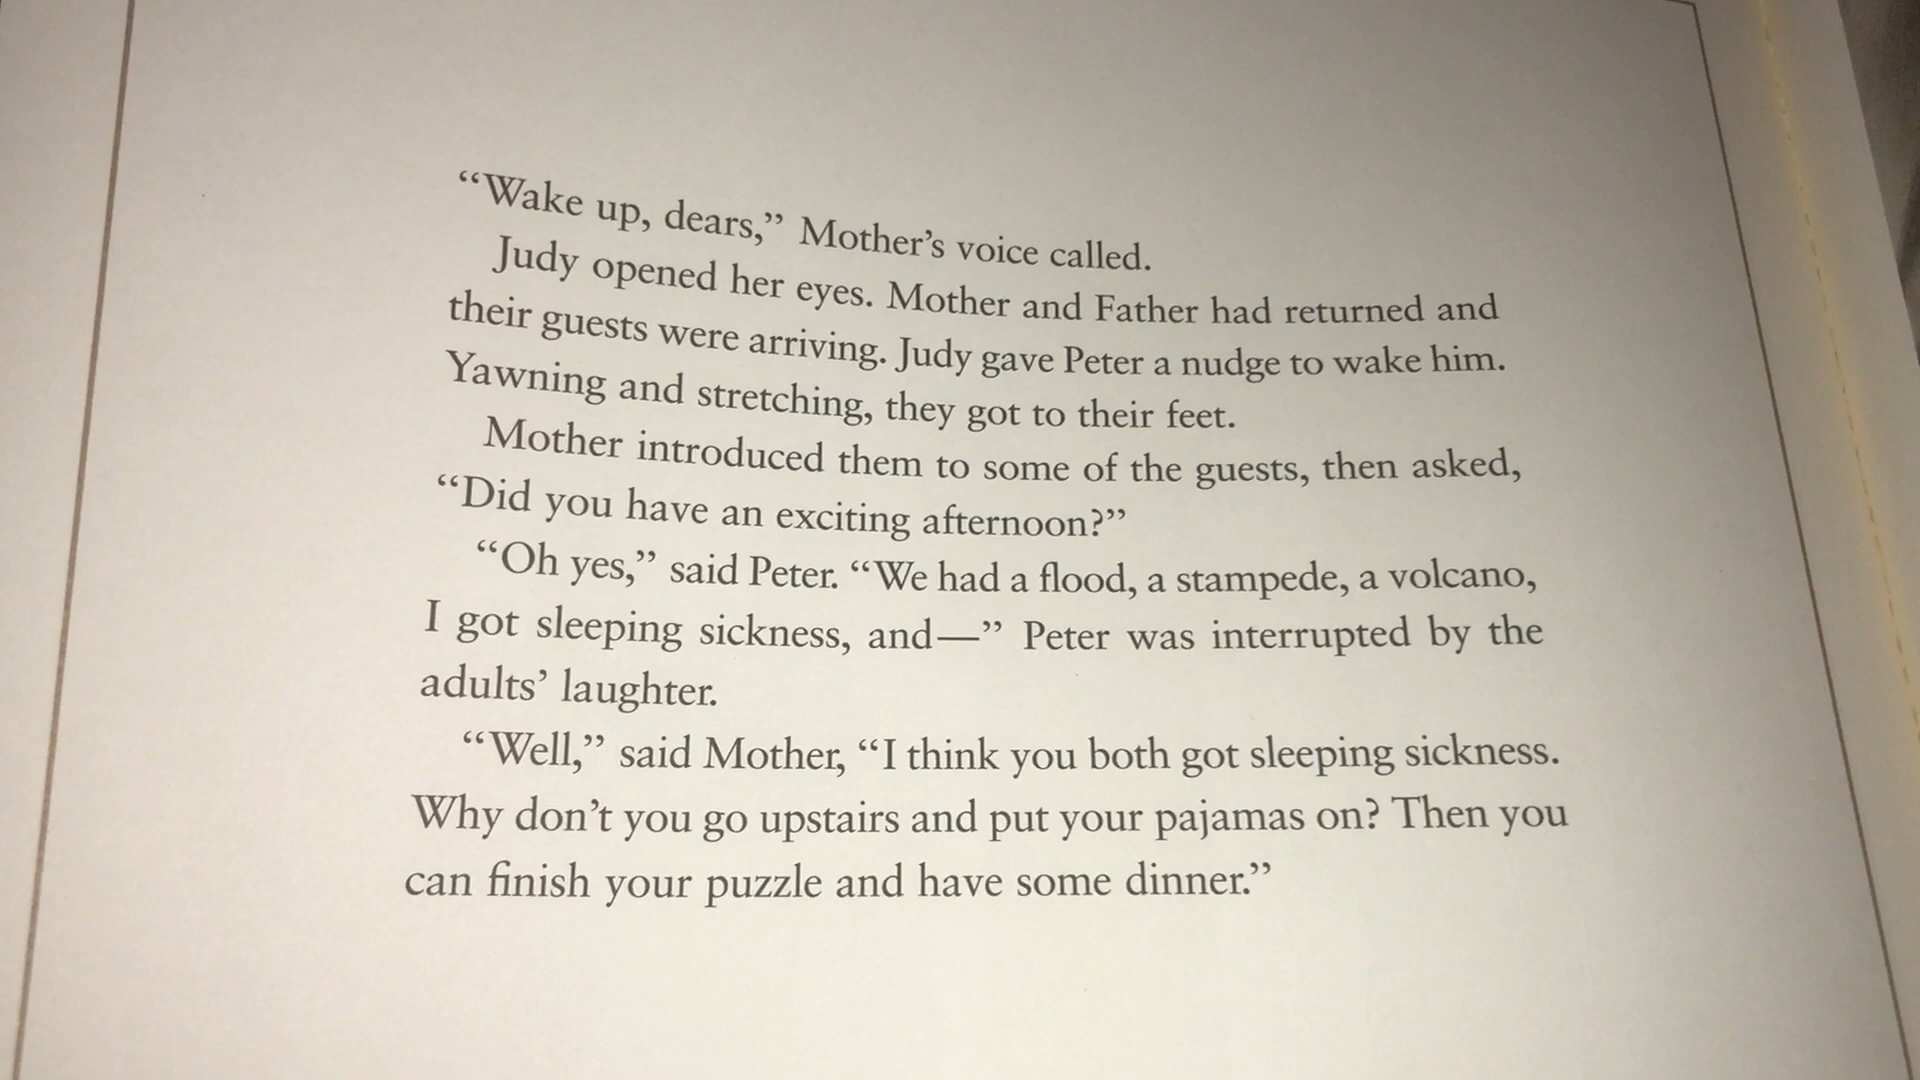 “Wake up, dears,” Mother’s voice called.
Judy opened her eyes. Mother and Father had returned and
their guests were arriving. Judy gave Peter a nudge to wake him.
Yawning and stretching, they got to their feet.
Mother introduced them to some of the guests, then asked,
“Did you have an exciting afternoon?”
“Oh yes,” said Peter. “We had a flood, a stampede, a volcano,
I got sleeping sickness, and—” Peter was interrupted by the
adults’ laughter.
“Well,” said Mother, “I think you both got sleeping sickness.
Why don’t you go upstairs and put your pajamas on? Then you
can finish your puzzle and have some dinner.”